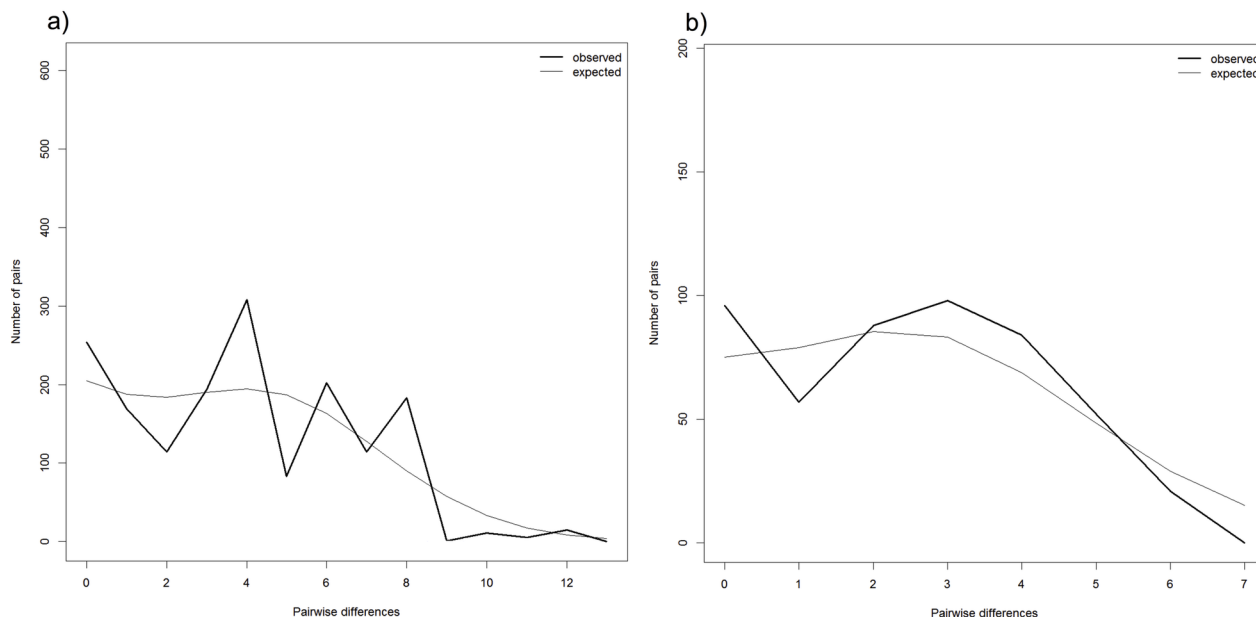 a)
observed
expected
600
500
400
300
200
100
0
Number of pairs
0 2 4 6 8 10 12
Pairwise differences
b)
observed
expected
200
150
100
50
0
Number of pairs
0 1 2 3 4 5 6 7
Pairwise differences